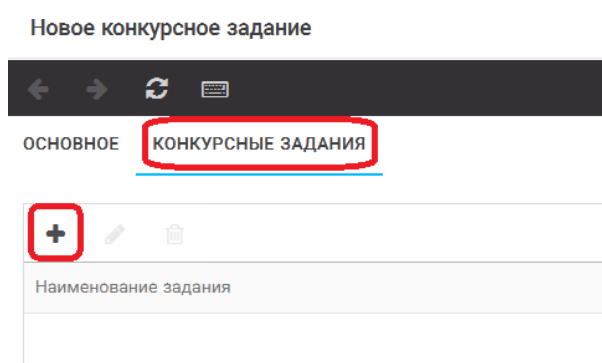 Новое конкурсное задание
ОСНОВНОЕ КОНКУРСНЫЕ ЗАДАНИЯ
Наименование задания